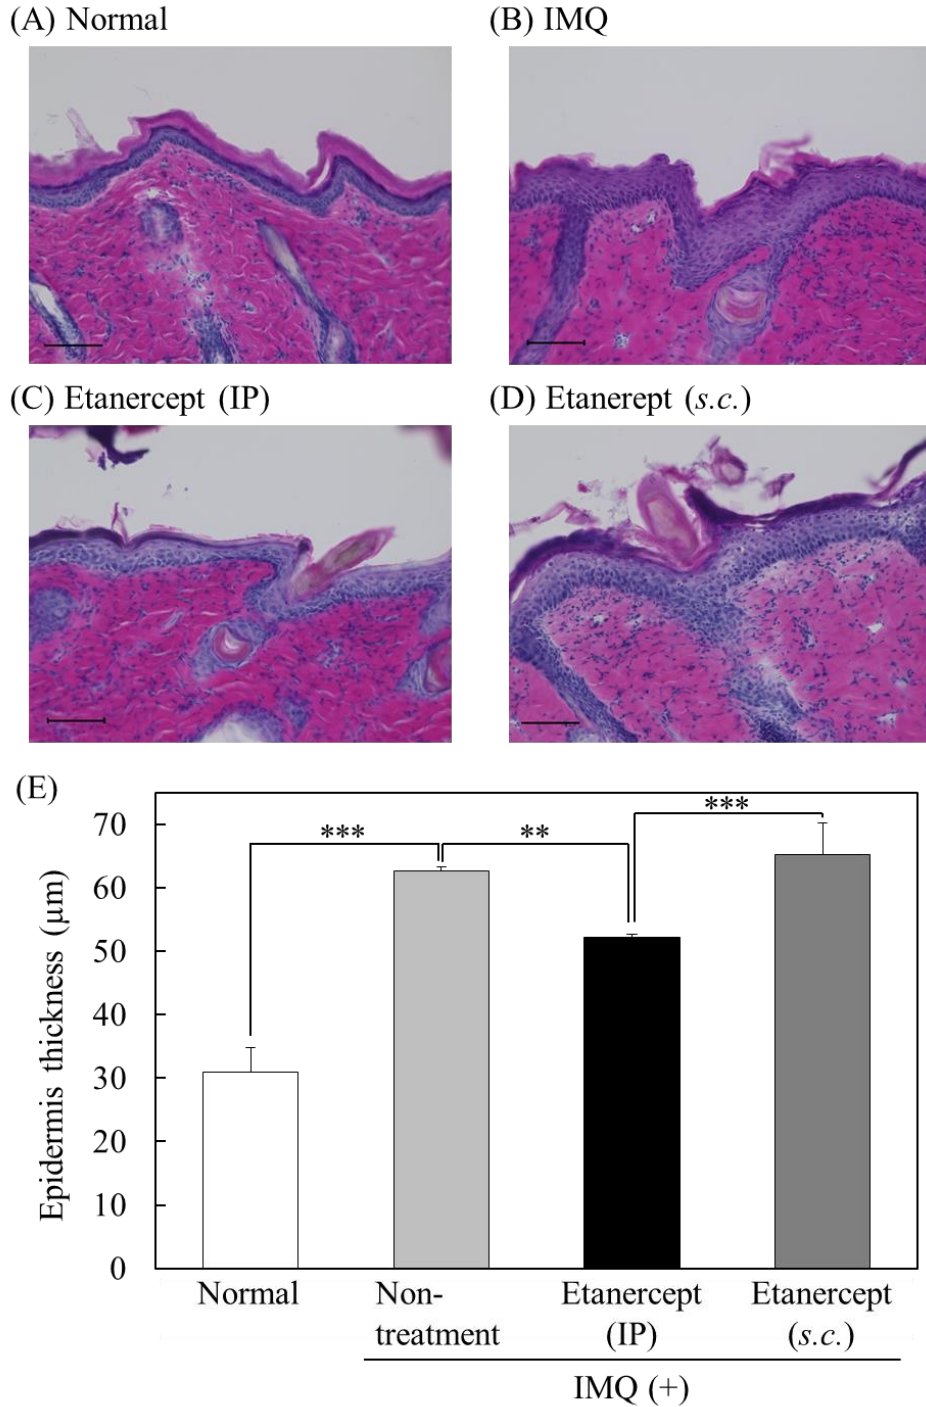 (A) Normal
(B) IMQ
(C) Etanercept (IP)
(D) Etanerept (s.c.)
(E)
Epidermis thickness (μm)
70
60
50
40
30
20
10
0
***
**
***
Normal
Non-
treatment
Etanercept
(IP)
Etanercept
(s.c.)
IMQ (+)